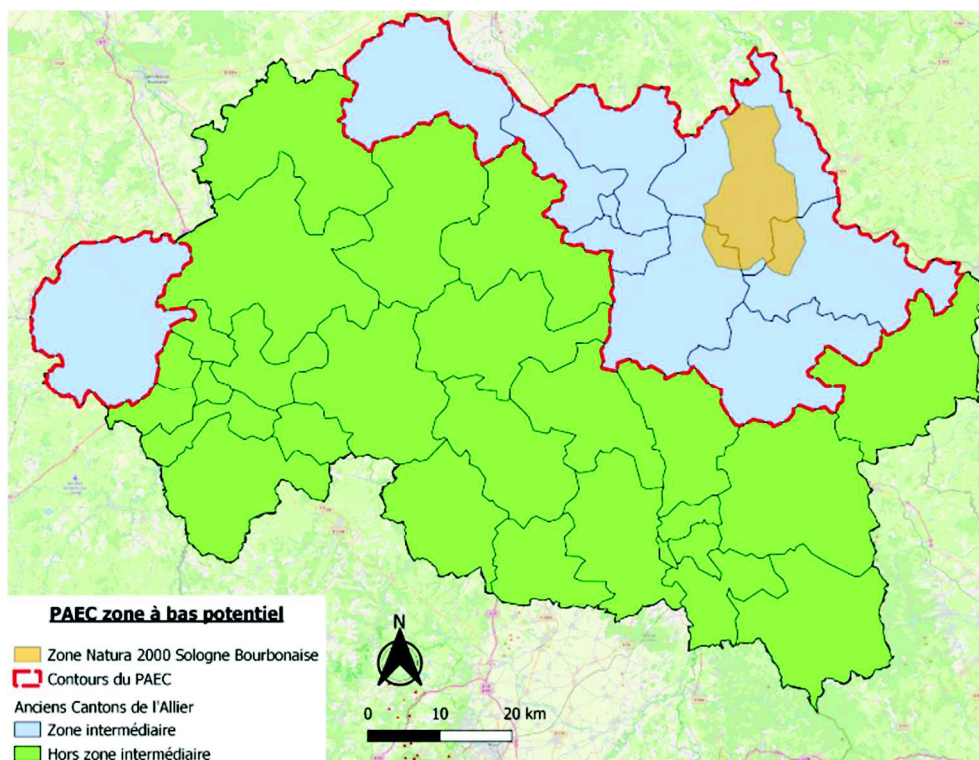 PAEC zone à bas potentiel
Zone Natura 2000 Sologne Bourbonaise
Contours du PAEC
Anciens Cantons de l'Allier
Zone intermédiaire
Hors zone intermédiaire
N
0 10 20 km